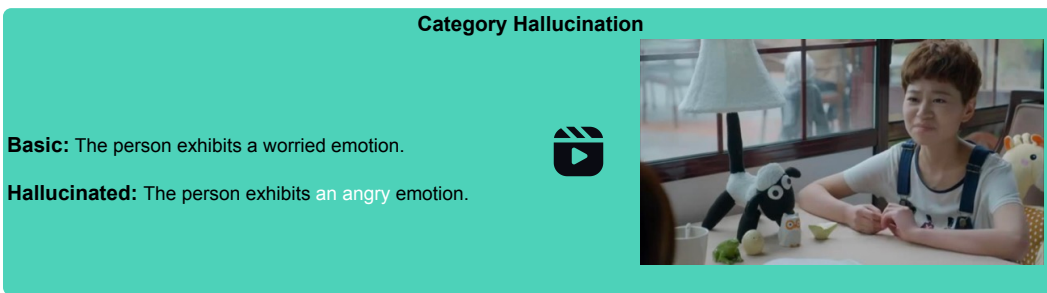 Category Hallucination
Basic: The person exhibits a worried emotion.
Hallucinated: The person exhibits an angry emotion.